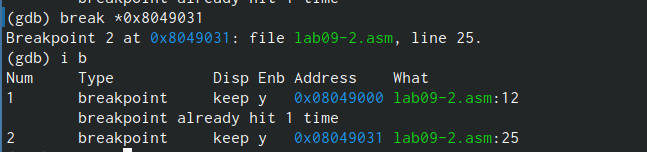 breakpoint already hit 1 time
(gdb) break *0x8049031
Breakpoint 2 at 0x8049031: file lab09-2.asm, line 25.
(gdb) i b
Num     Type           Disp Enb Address    What
1       breakpoint     keep y   0x08049000 lab09-2.asm:12
        breakpoint already hit 1 time
2       breakpoint     keep y   0x08049031 lab09-2.asm:25